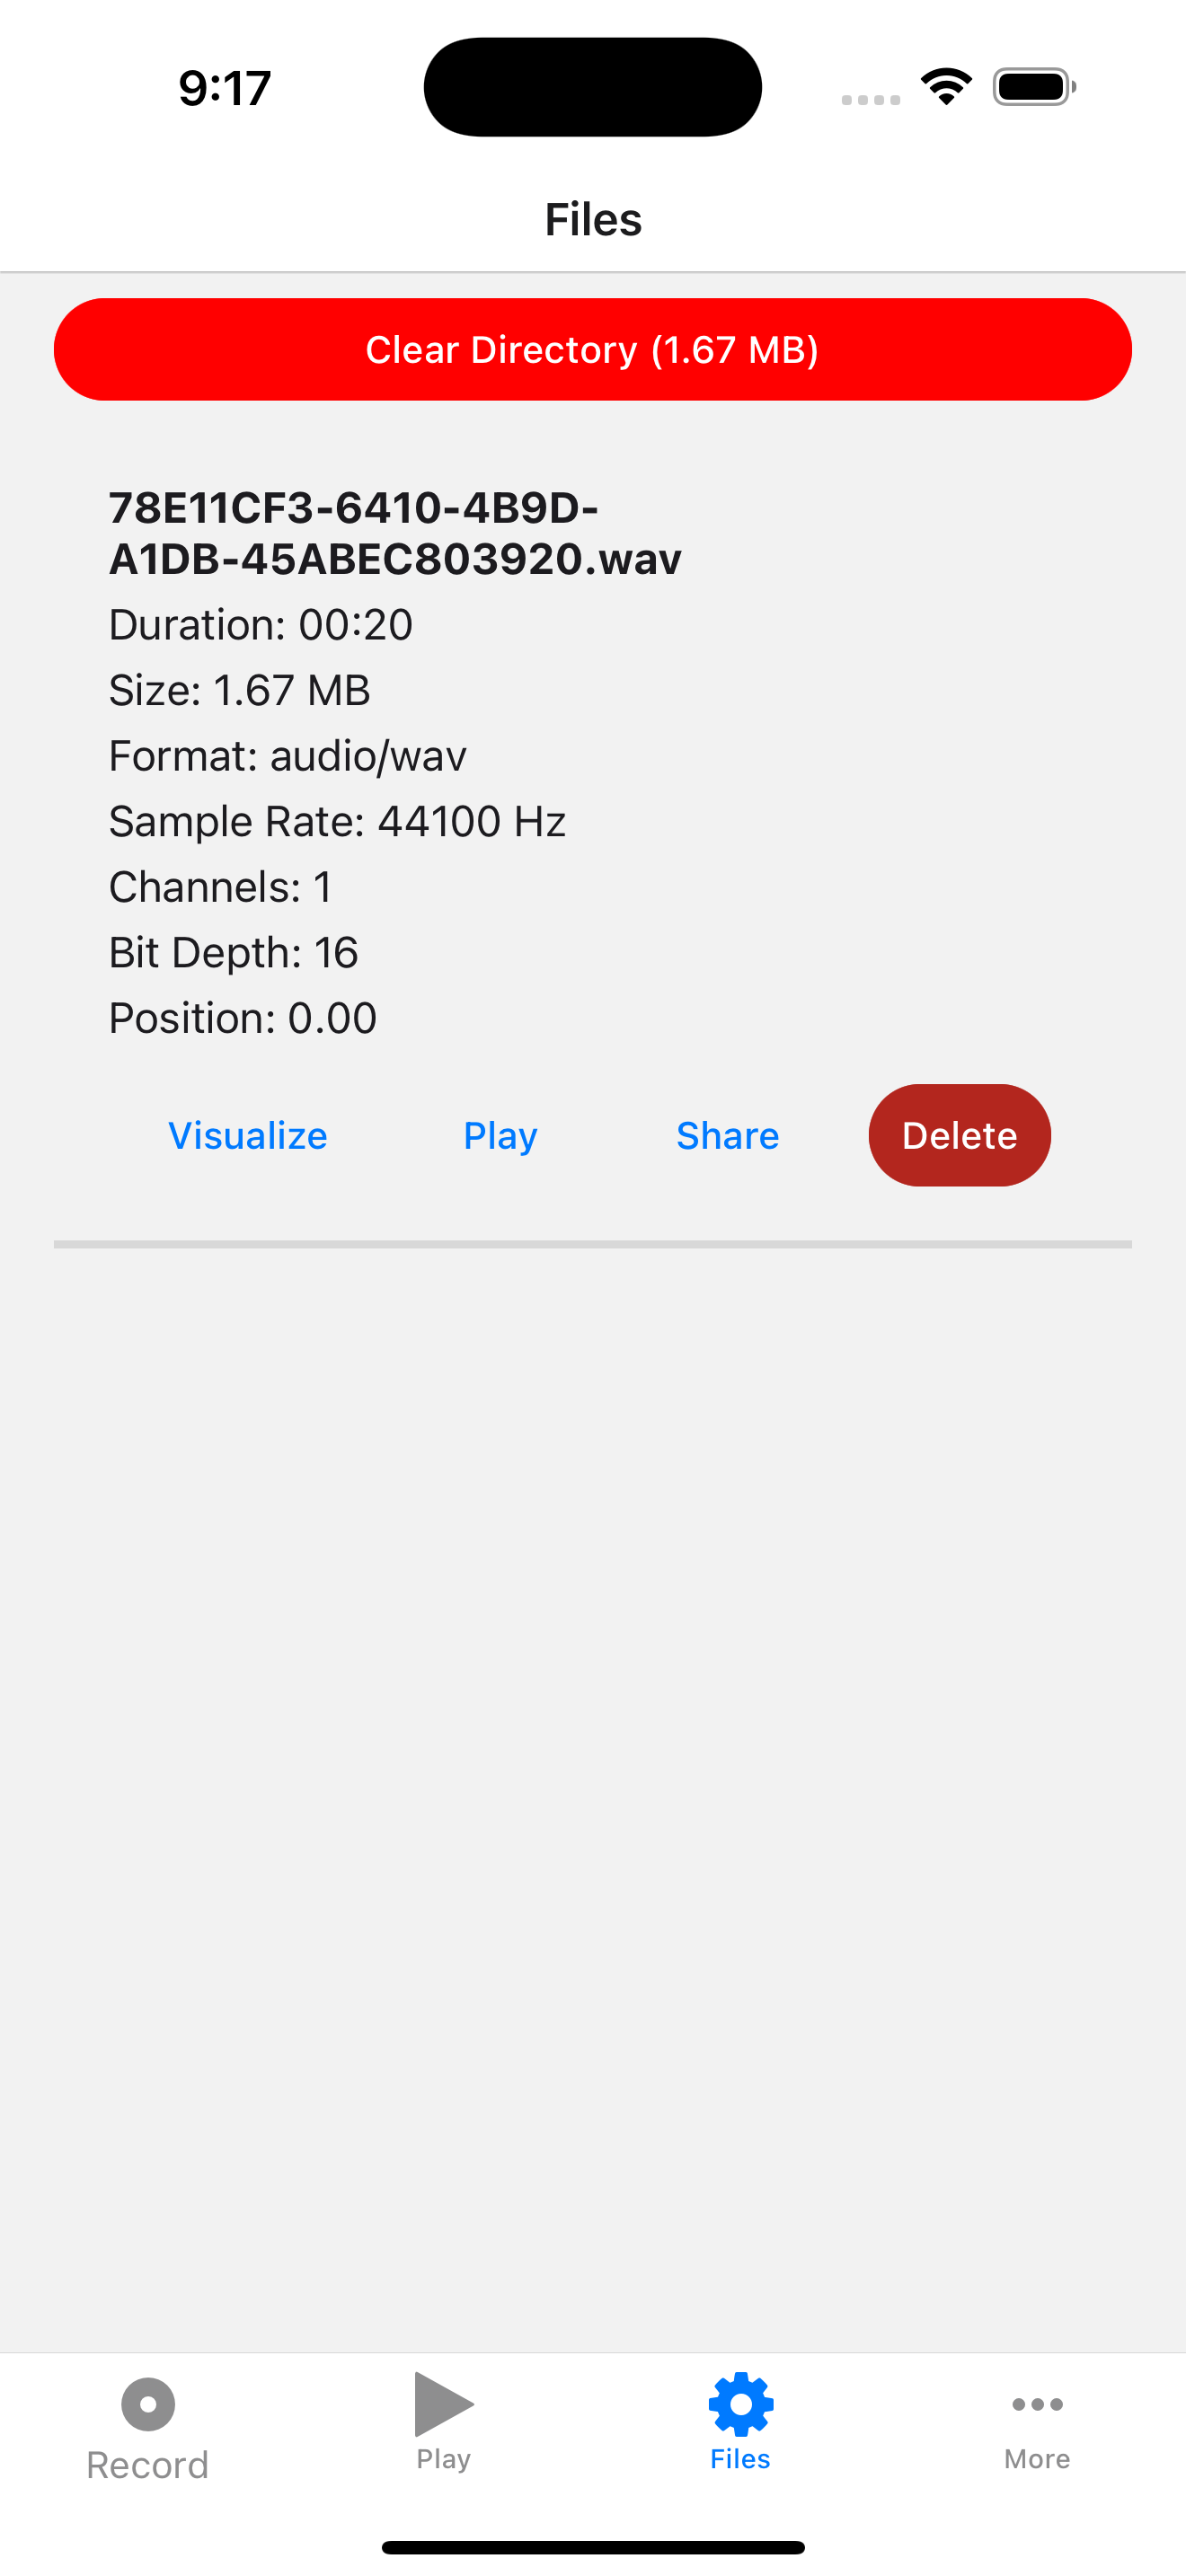 9:17
Files
Clear Directory (1.67 MB)
78E11CF3-6410-4B9D-
A1DB-45ABEC803920.wav
Duration: 00:20
Size: 1.67 MB
Format: audio/wav
Sample Rate: 44100 Hz
Channels: 1
Bit Depth: 16
Position: 0.00
Visualize Play Share Delete
Record Play Files More